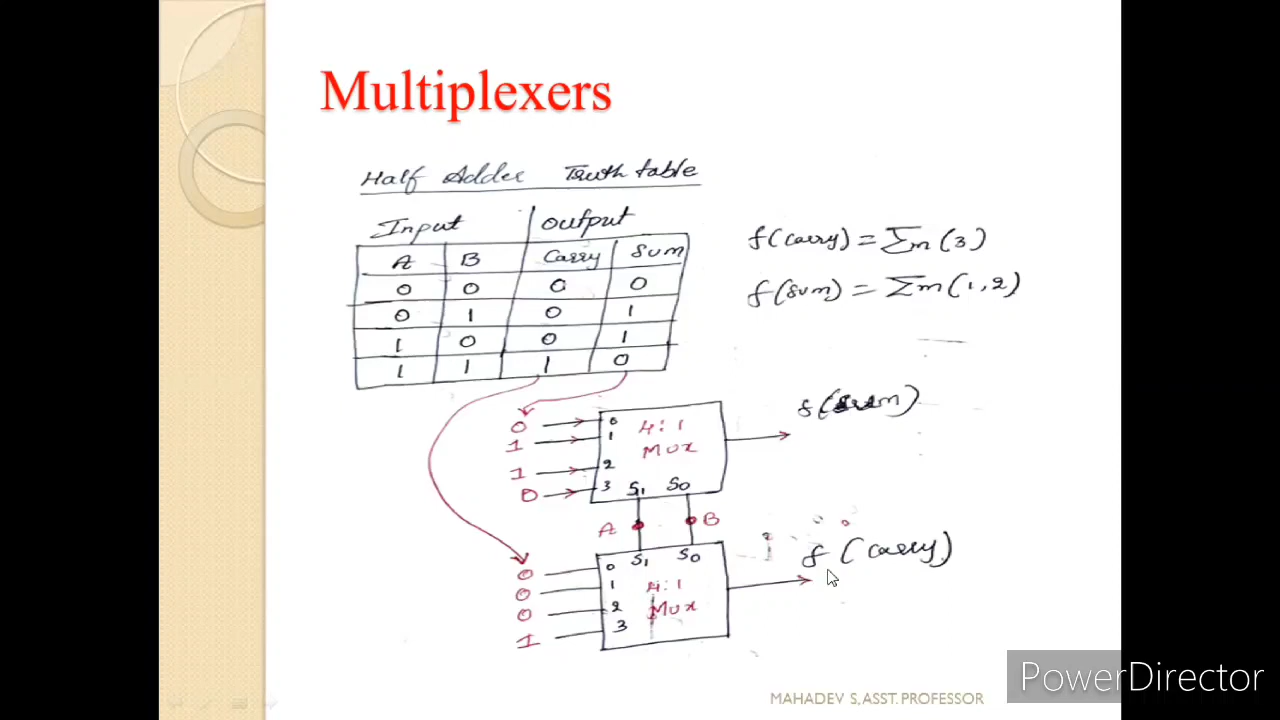 Multiplexers
Half Adder Truth table
Input Output
A B Carry Sum
0 0 0 0
0 1 0 1
1 0 0 1
1 1 1 0
f(carry) = Σm(3)
f(sum) = Σm(1,2)
0 0 4:1 f(sum)
1 1 MUX
1 2
0 3 S1 S0
A B
S1 S0 f(carry)
0 0
0 1 4:1
0 2 MUX
1 3
MAHADEV S,ASST. PROFESSOR
PowerDirector